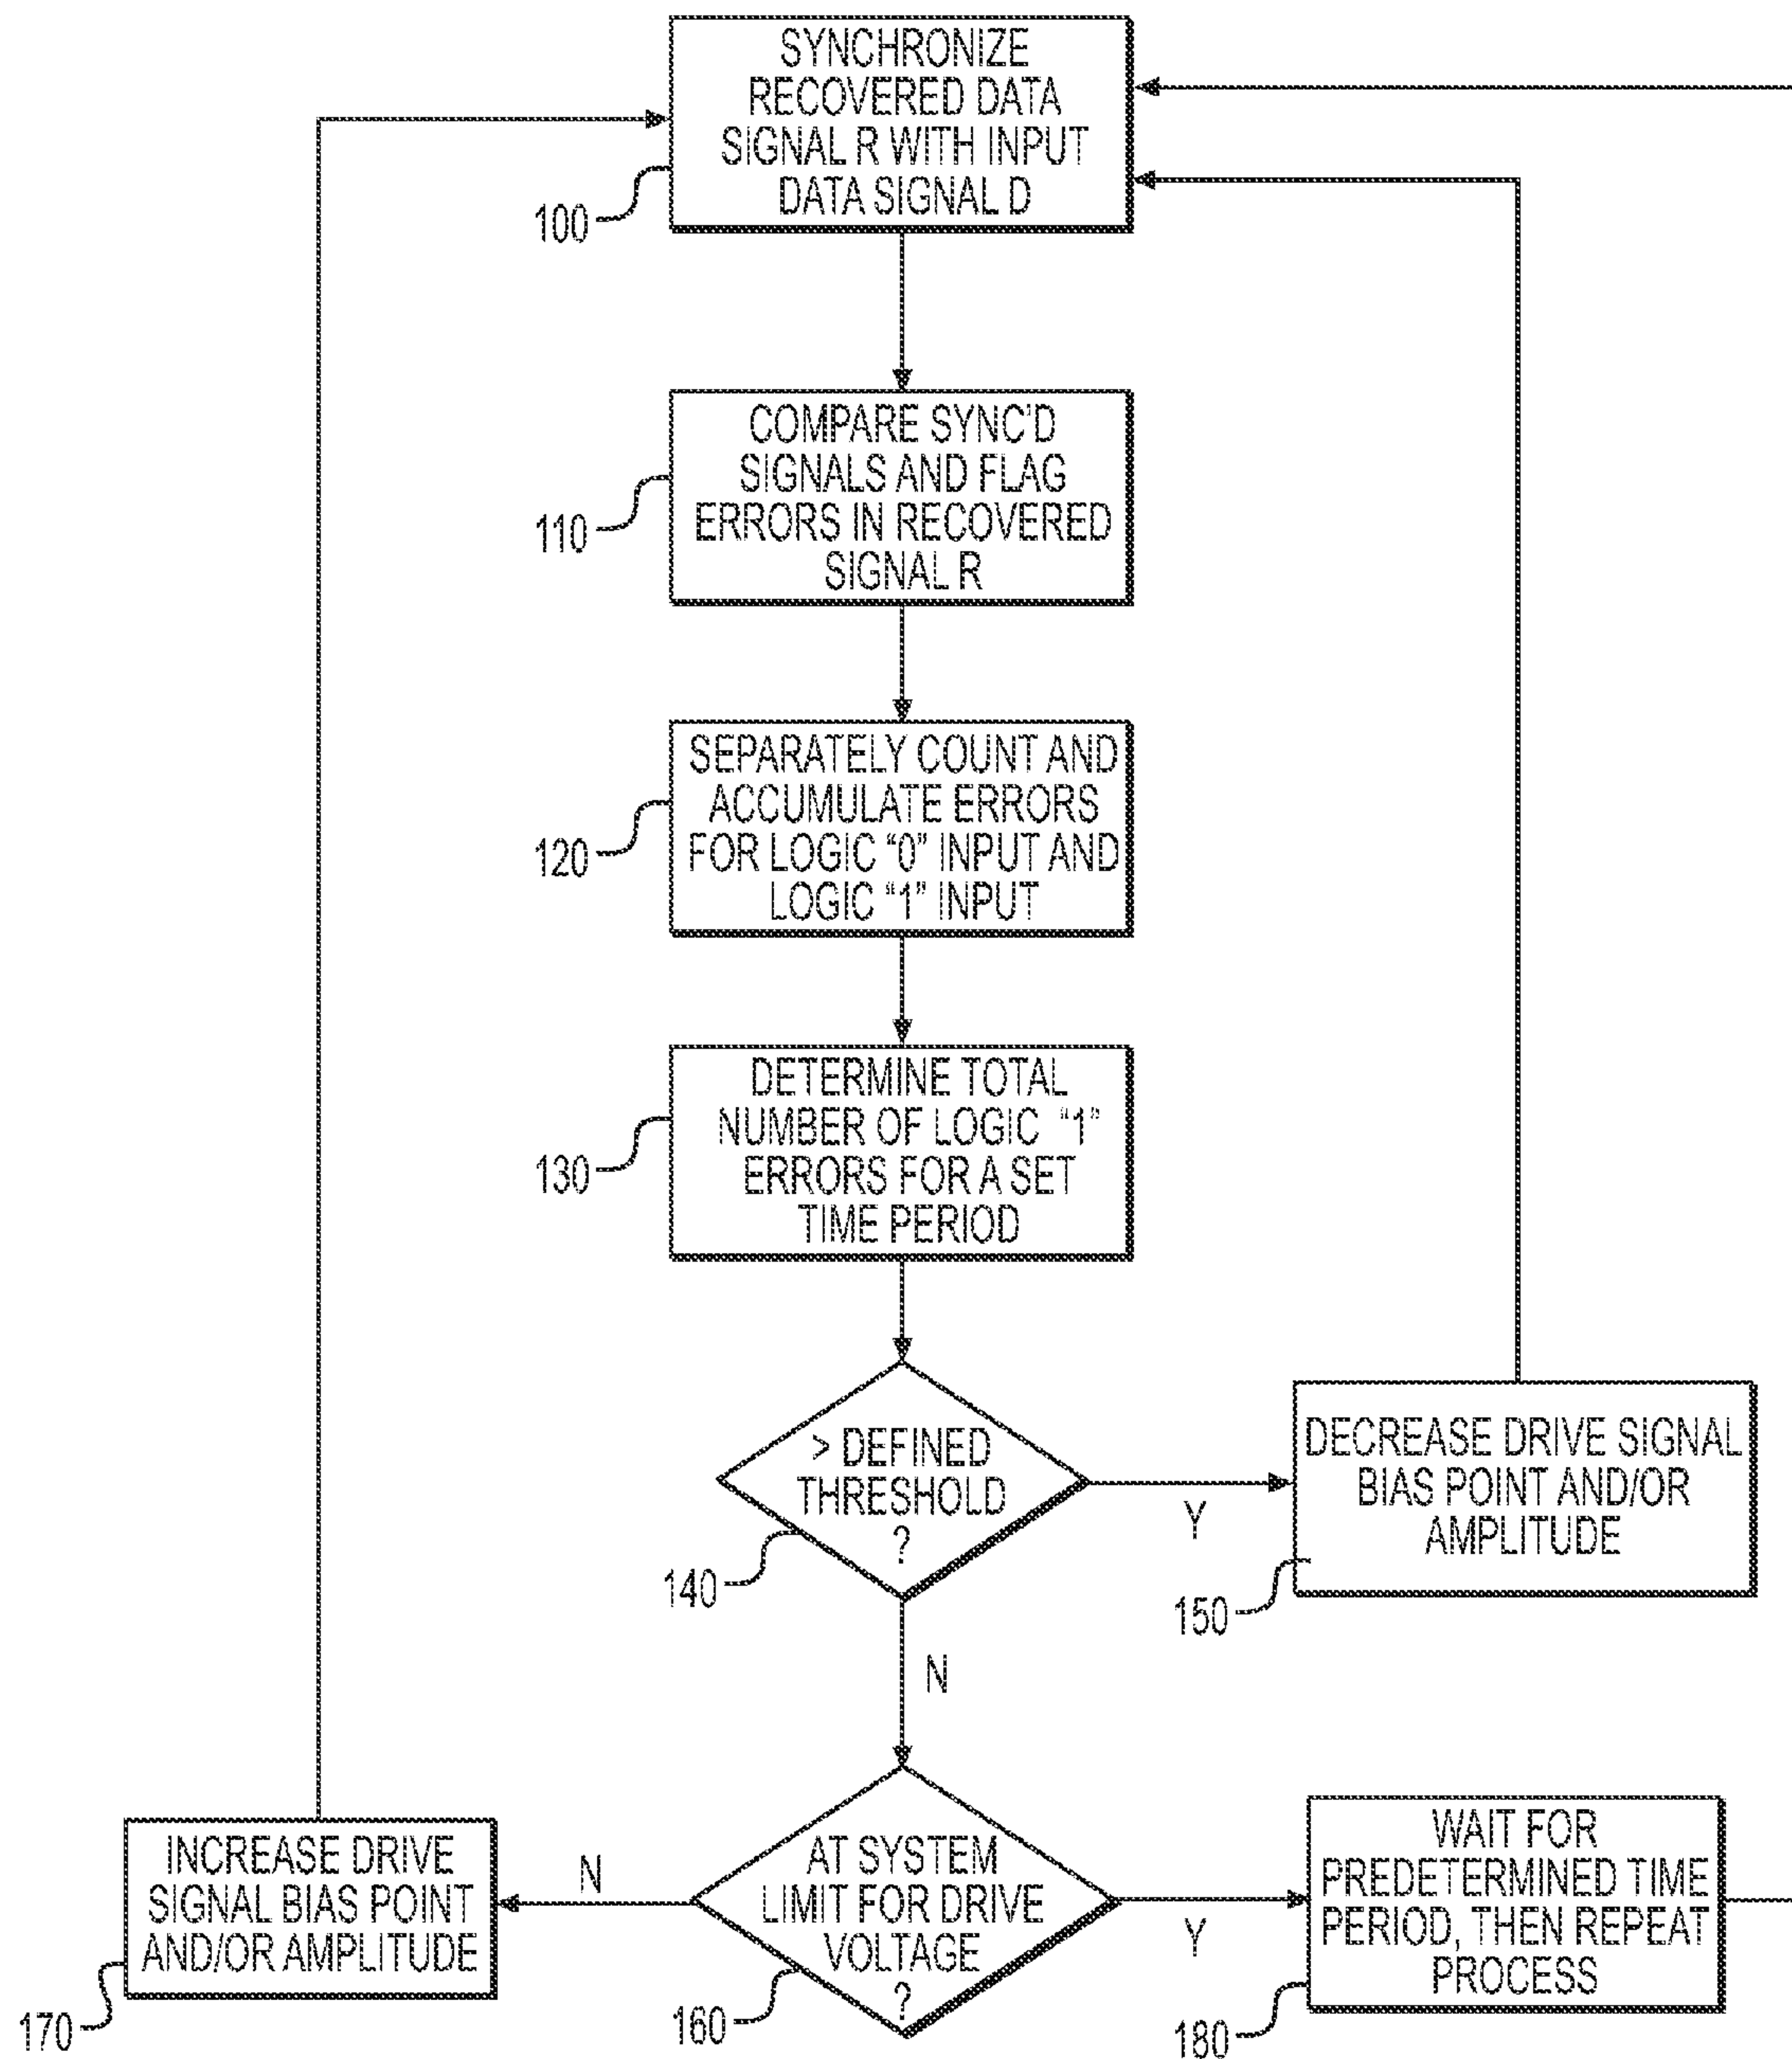 SYNCHRONIZE
RECOVERED DATA
SIGNAL R WITH INPUT
DATA SIGNAL D
100
COMPARE SYNC'D
SIGNALS AND FLAG
ERRORS IN RECOVERED
SIGNAL R
110
SEPARATELY COUNT AND
ACCUMULATE ERRORS
FOR LOGIC “0” INPUT AND
LOGIC “1” INPUT
120
DETERMINE TOTAL
NUMBER OF LOGIC “1”
ERRORS FOR A SET
TIME PERIOD
130
> DEFINED
THRESHOLD
?
140
Y
DECREASE DRIVE SIGNAL
BIAS POINT AND/OR
AMPLITUDE
150
N
AT SYSTEM
LIMIT FOR DRIVE
VOLTAGE
?
160
N
INCREASE DRIVE
SIGNAL BIAS POINT
AND/OR AMPLITUDE
170
Y
WAIT FOR
PREDETERMINED TIME
PERIOD, THEN REPEAT
PROCESS
180